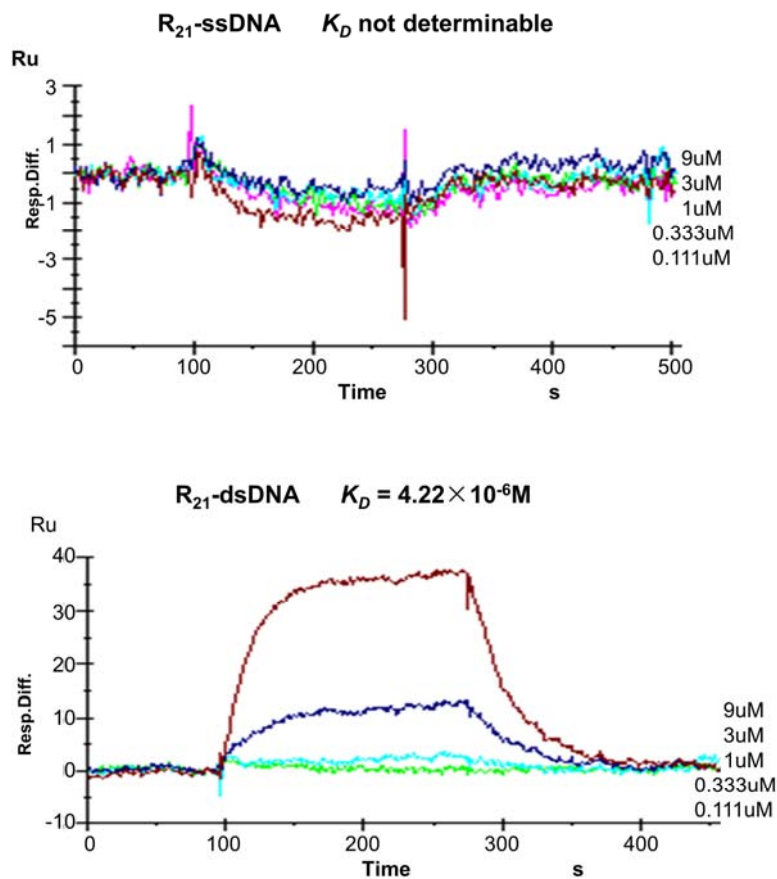 R21-ssDNA KD not determinable
Ru
3
1
1
-3
-5
Resp.Diff.
9uM
3uM
1uM
0.333uM
0.111uM
0 100 200 300 400 500
Time s
R21-dsDNA KD = 4.22×10-6M
Ru
40
30
20
10
0
-10
Resp.Diff.
9uM
3uM
1uM
0.333uM
0.111uM
0 100 200 300 400
Time s